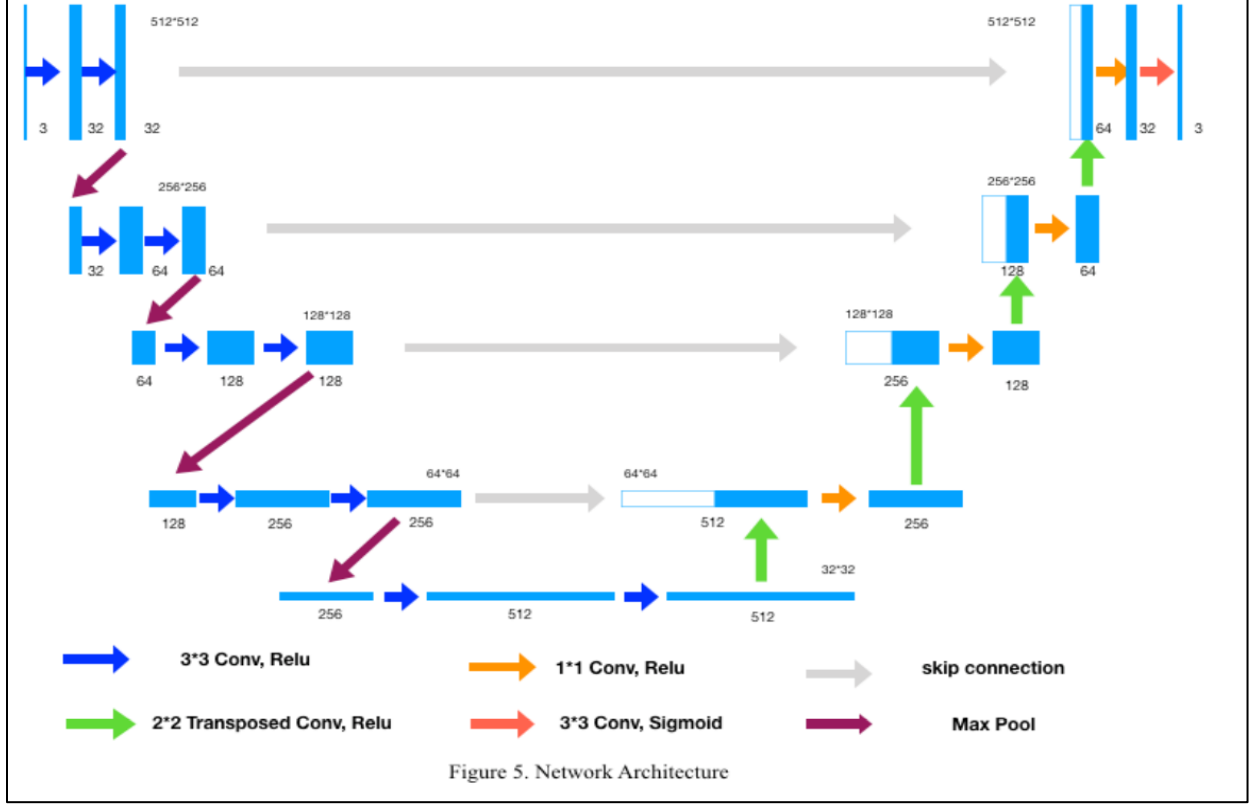 512*512 512*512
3 32 32 64 32 3
256*256 256*256
32 64 64 128 64
128*128 128*128
64 128 128 256 128
64*64 64*64
128 256 256 512 256
32*32
256 512 512
3*3 Conv, Relu 1*1 Conv, Relu skip connection
2*2 Transposed Conv, Relu 3*3 Conv, Sigmoid Max Pool
Figure 5. Network Architecture